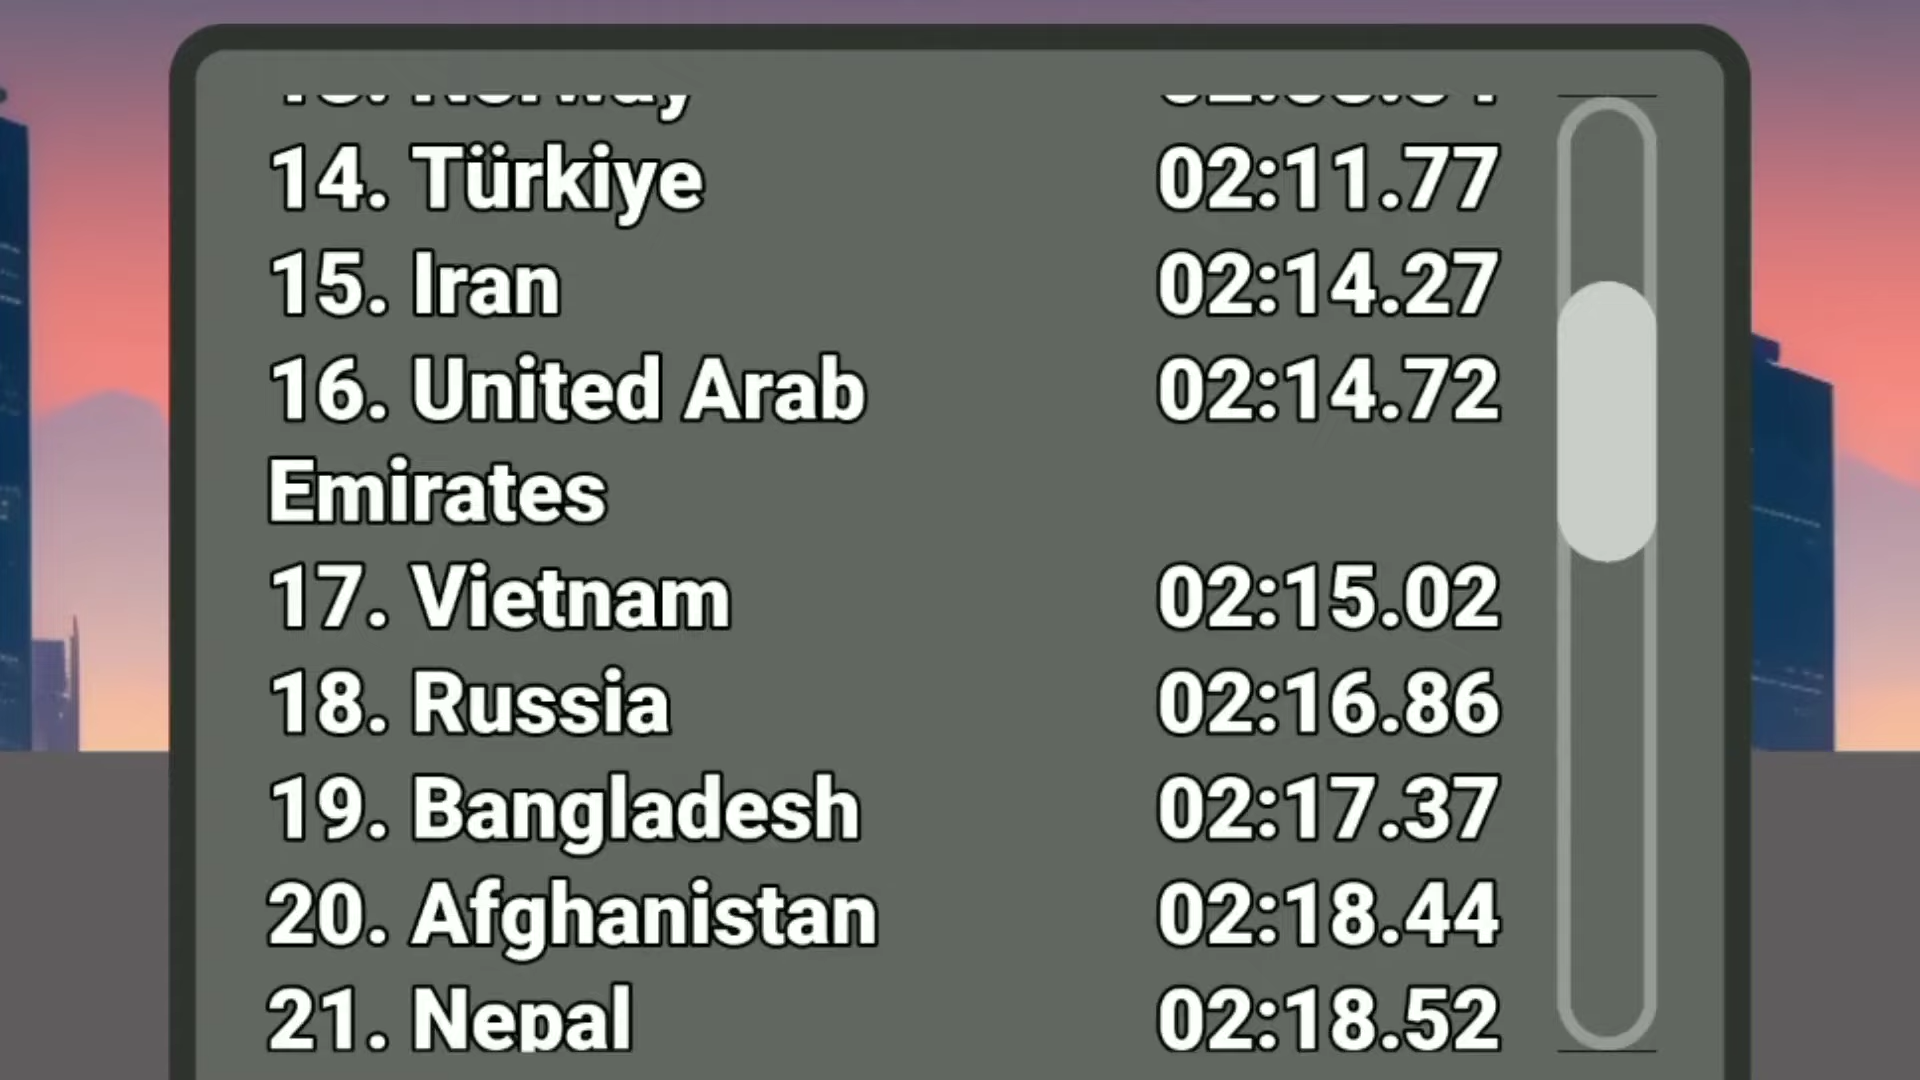 13. Norway
14. Türkiye 02:11.77
15. Iran 02:14.27
16. United Arab 02:14.72
Emirates
17. Vietnam 02:15.02
18. Russia 02:16.86
19. Bangladesh 02:17.37
20. Afghanistan 02:18.44
21. Nepal 02:18.52